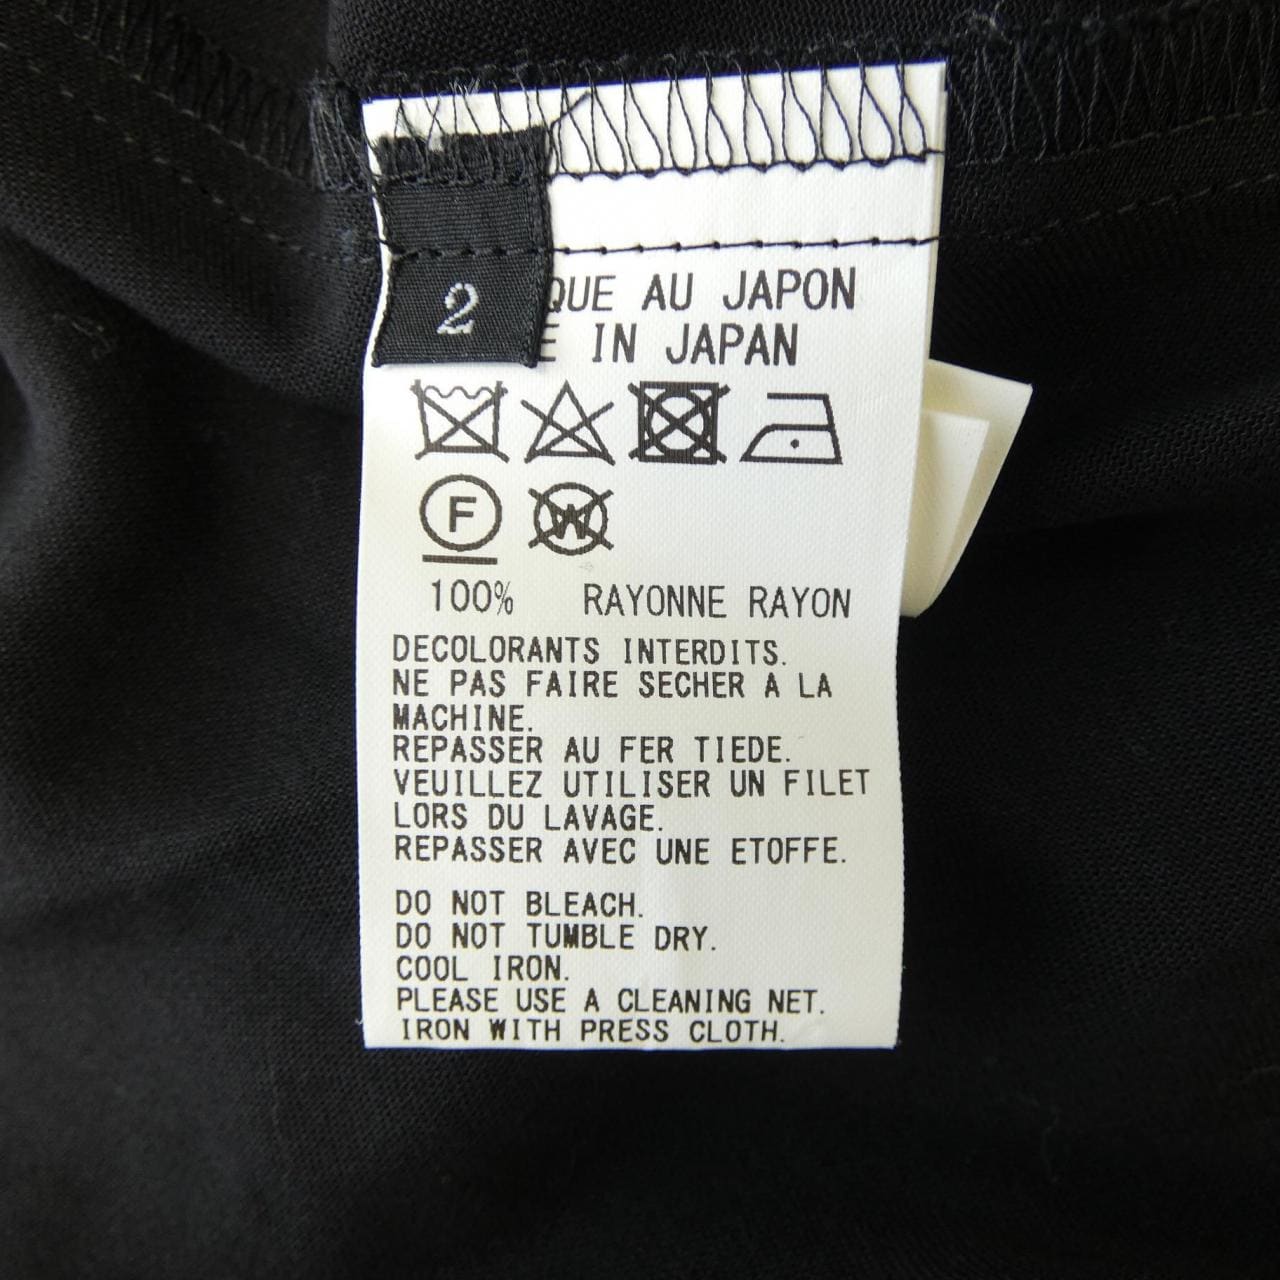 2
AU JAPON
IN JAPAN
F
W
100% RAYONNE RAYON
DECOLORANTS INTERDITS.
NE PAS FAIRE SECHER A LA
MACHINE.
REPASSER AU FER TIEDE.
VEUILLEZ UTILISER UN FILET
LORS DU LAVAGE.
REPASSER AVEC UNE ETOFFE.
DO NOT BLEACH.
DO NOT TUMBLE DRY.
COOL IRON.
PLEASE USE A CLEANING NET.
IRON WITH PRESS CLOTH.